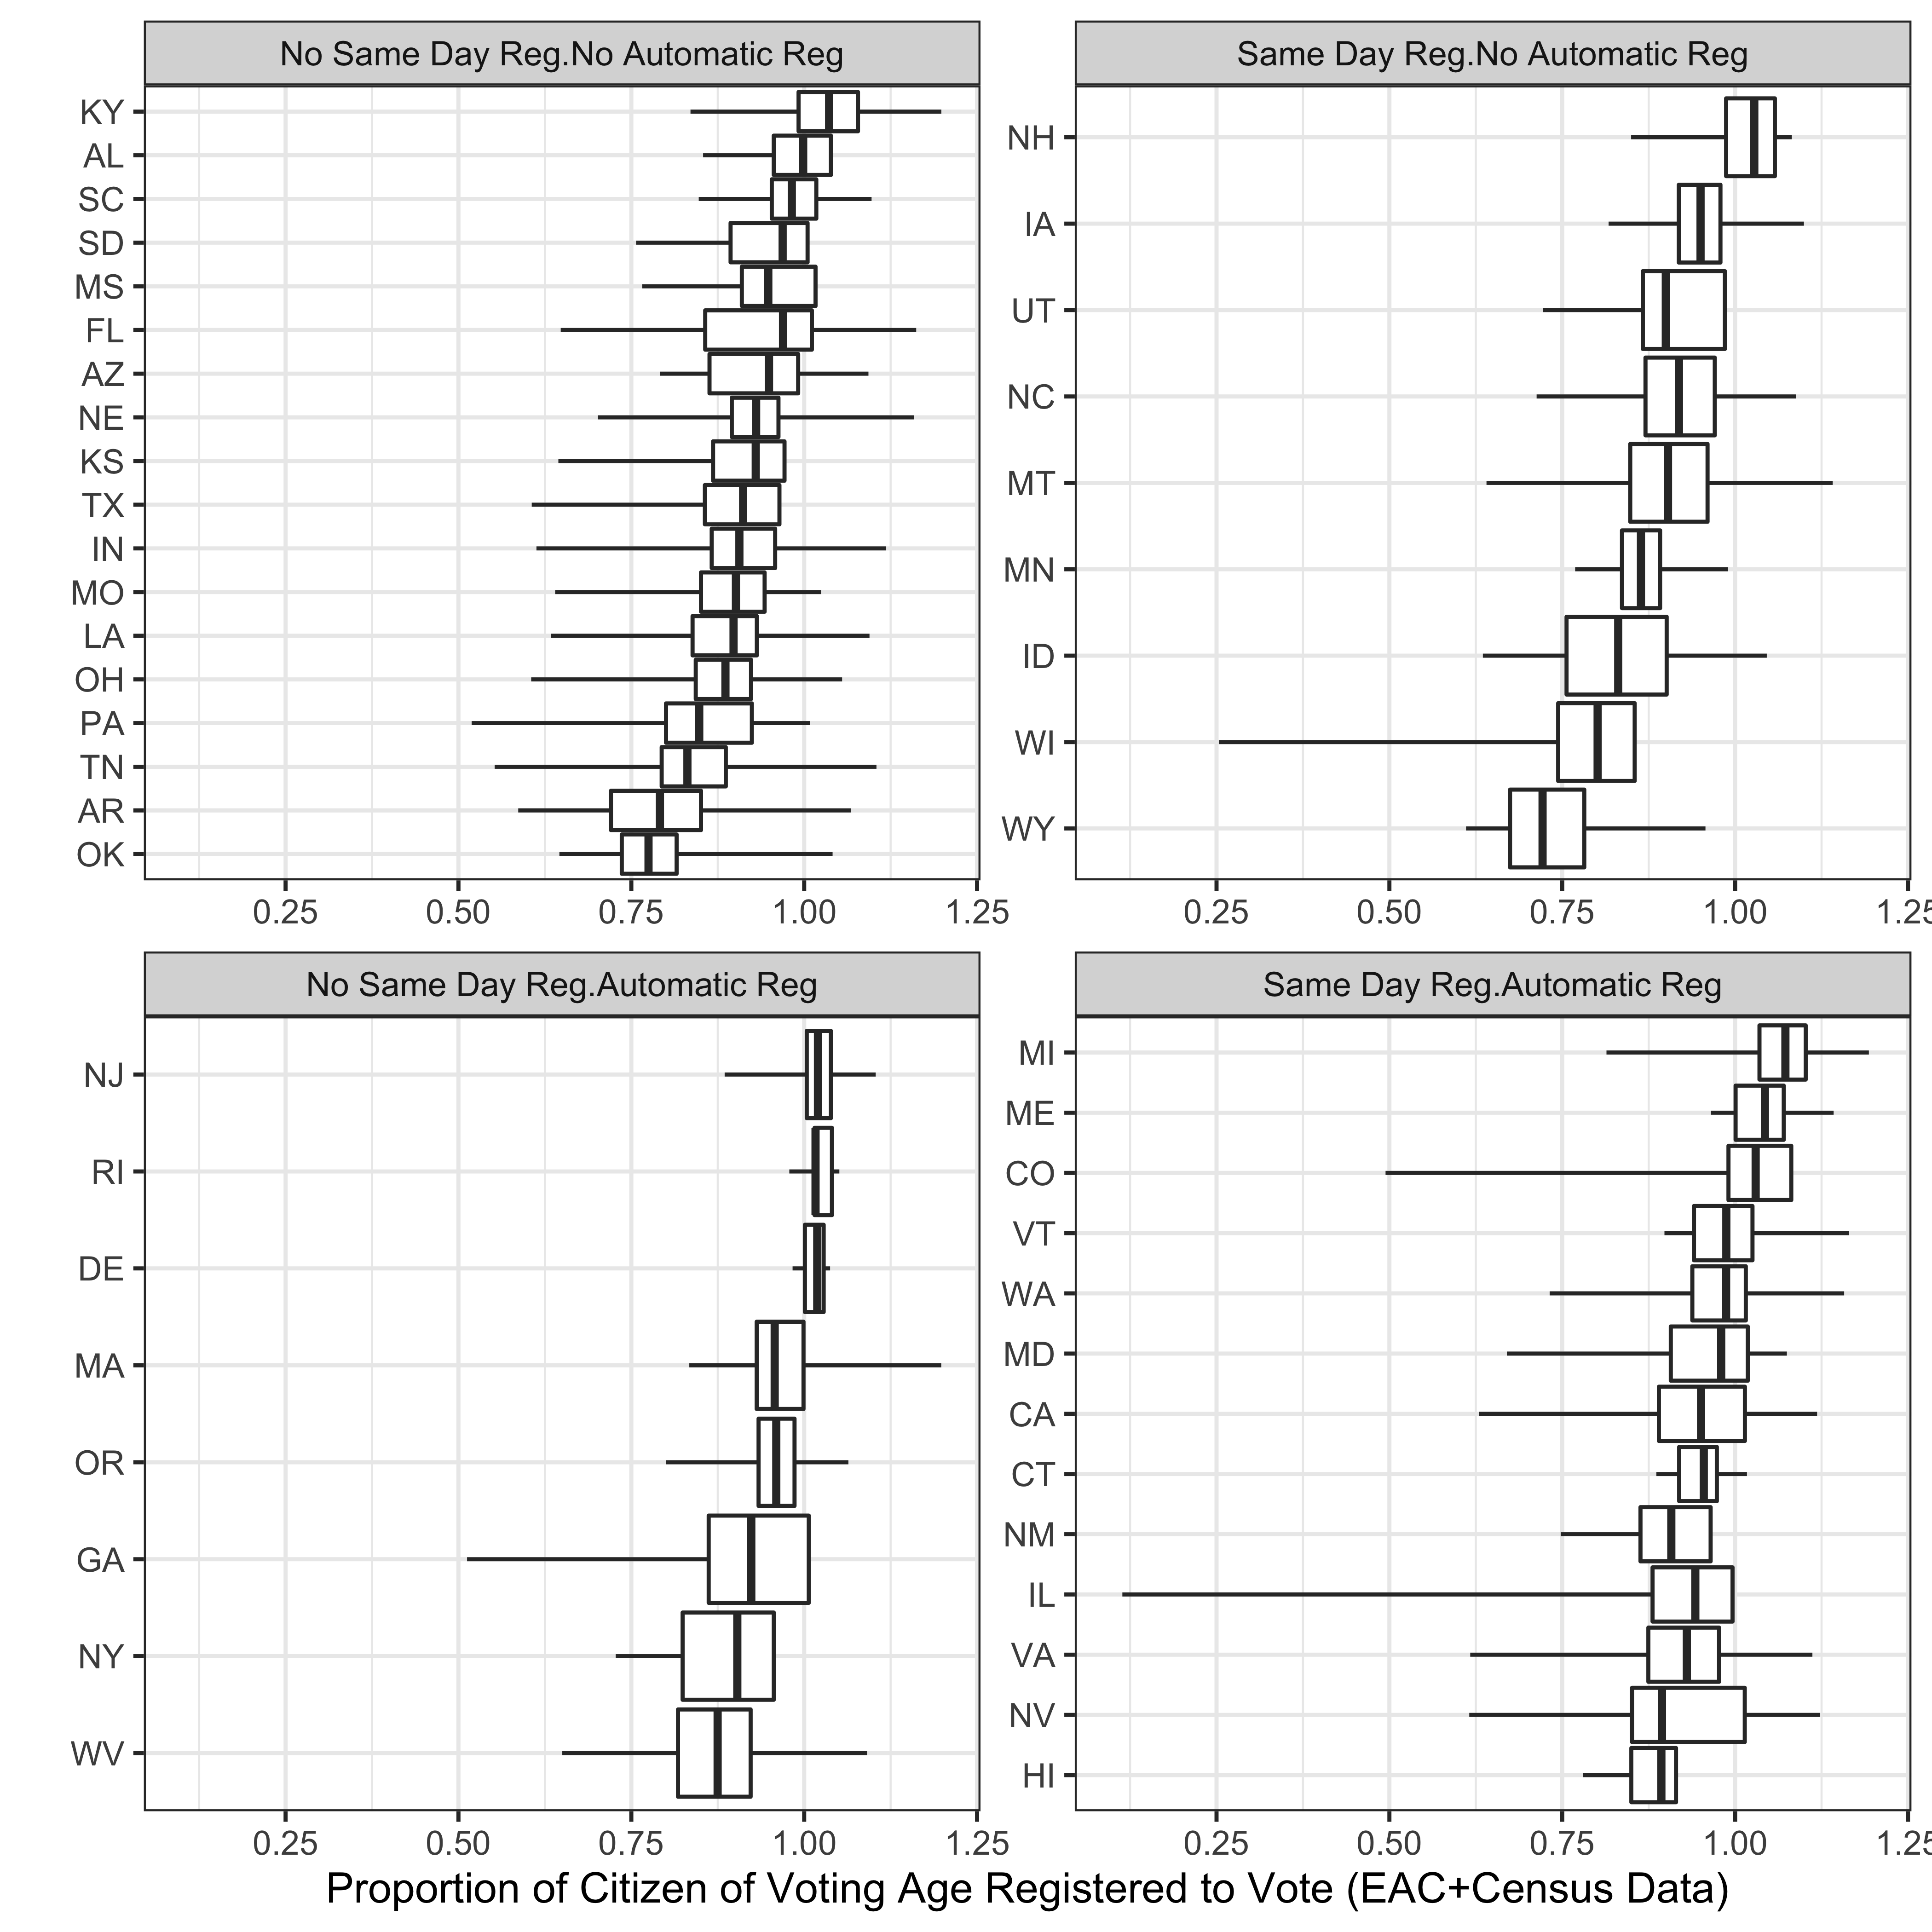 No Same Day Reg.No Automatic Reg
KY
AL
SC
SD
MS
FL
AZ
NE
KS
TX
IN
MO
LA
OH
PA
TN
AR
OK
0.25 0.50 0.75 1.00 1.25
Same Day Reg.No Automatic Reg
NH
IA
UT
NC
MT
MN
ID
WI
WY
0.25 0.50 0.75 1.00 1.25
No Same Day Reg.Automatic Reg
NJ
RI
DE
MA
OR
GA
NY
WV
0.25 0.50 0.75 1.00 1.25
Same Day Reg.Automatic Reg
MI
ME
CO
VT
WA
MD
CA
CT
NM
IL
VA
NV
HI
0.25 0.50 0.75 1.00 1.25
Proportion of Citizen of Voting Age Registered to Vote (EAC+Census Data)